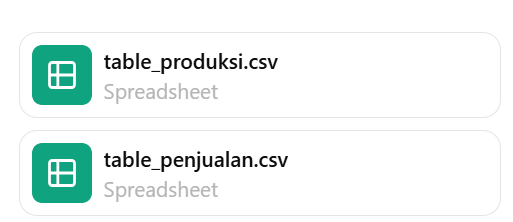 table_produksi.csv
Spreadsheet
table_penjualan.csv
Spreadsheet